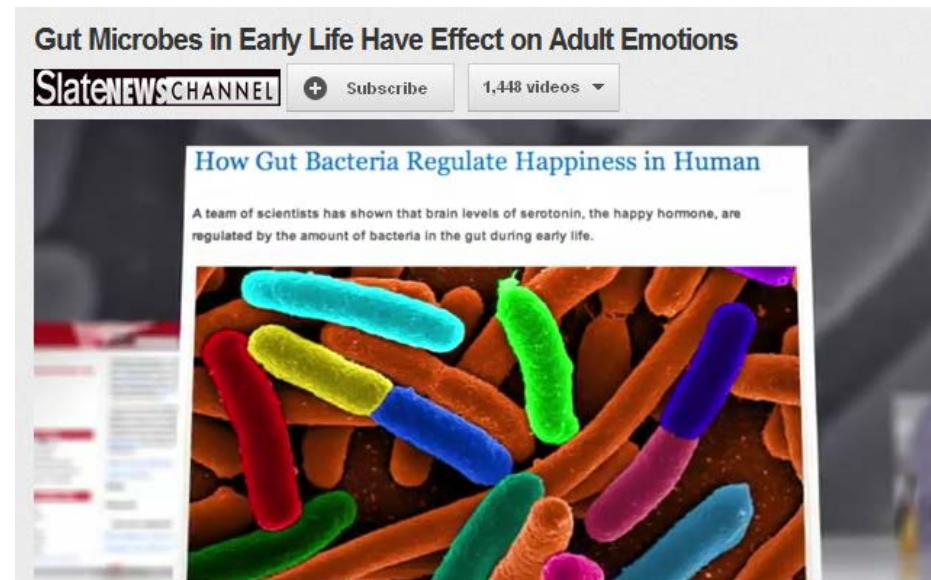 Gut Microbes in Early Life Have Effect on Adult Emotions
SlateNEWSCHANNEL
Subscribe
1,448 videos
How Gut Bacteria Regulate Happiness in Human
A team of scientists has shown that brain levels of serotonin, the happy hormone, are
regulated by the amount of bacteria in the gut during early life.